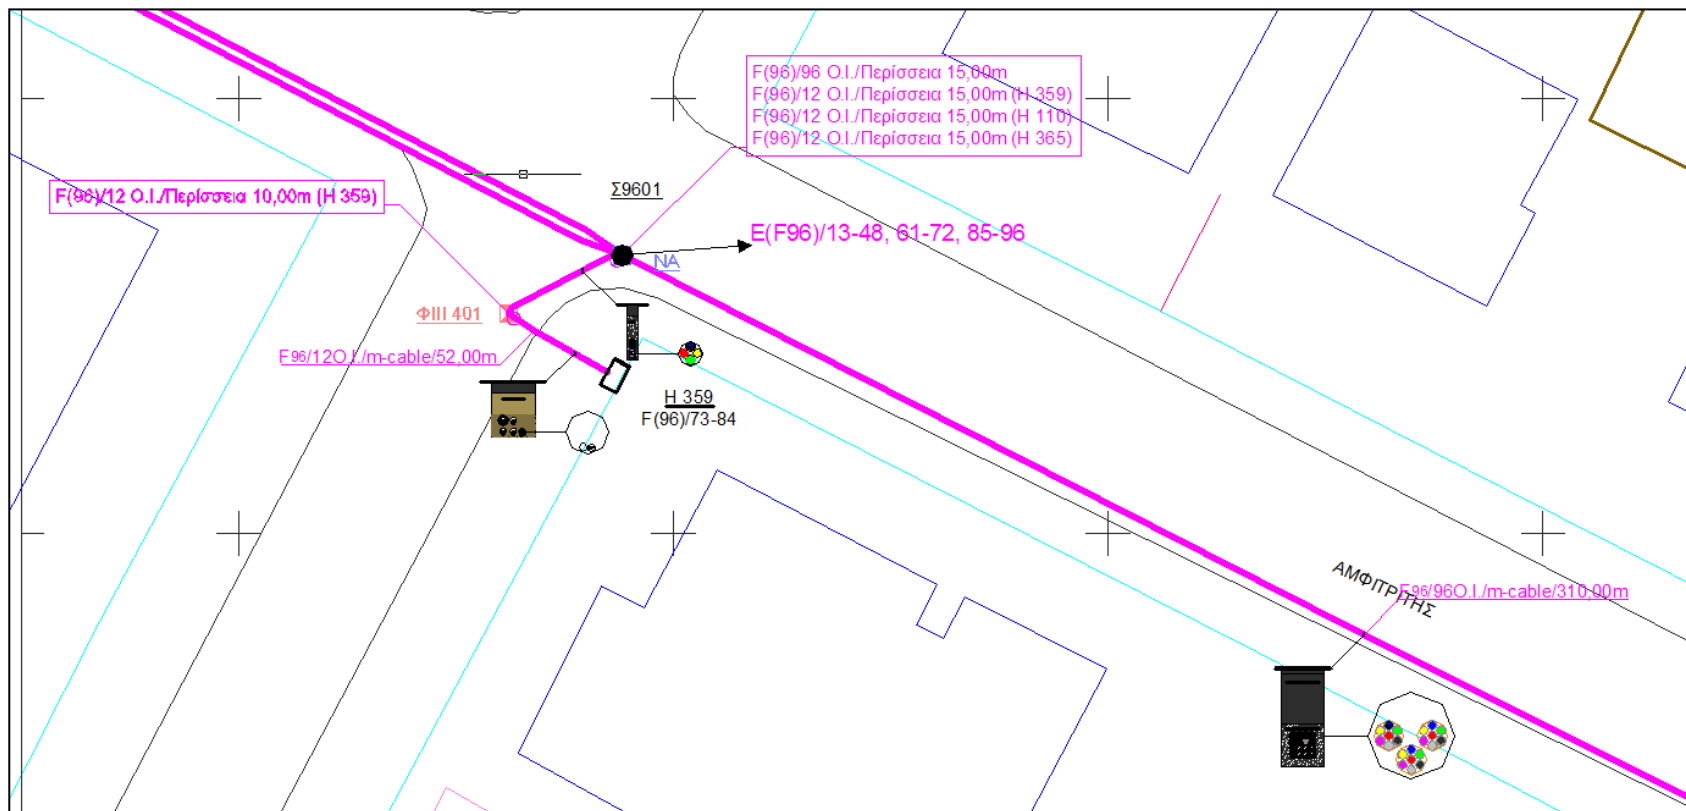 F(96)/96 Ο.Ι./Περίσσεια 15,00m
F(96)/12 Ο.Ι./Περίσσεια 15,00m (Η 359)
F(96)/12 Ο.Ι./Περίσσεια 15,00m (Η 110)
F(96)/12 Ο.Ι./Περίσσεια 15,00m (Η 365)
F(96)/12 Ο.Ι./Περίσσεια 10,00m (Η 359)
Σ9601
E(F96)/13-48, 61-72, 85-96
ΝΑ
ΦΙΙΙ 401
F96/12Ο.Ι./m-cable/52,00m
Η 359
F(96)/73-84
ΑΜΦΙΤΡΙΤΗΣ
F96/96Ο.Ι./m-cable/310,00m